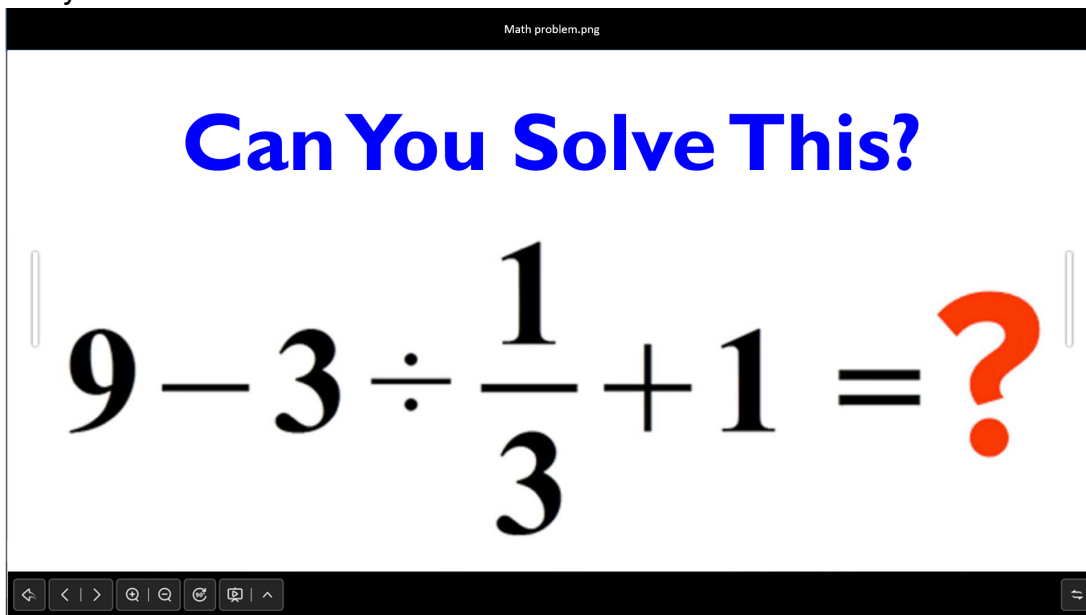 Math problem.png
Can You Solve This?
9 − 3 ÷ 1/3 + 1 = ?